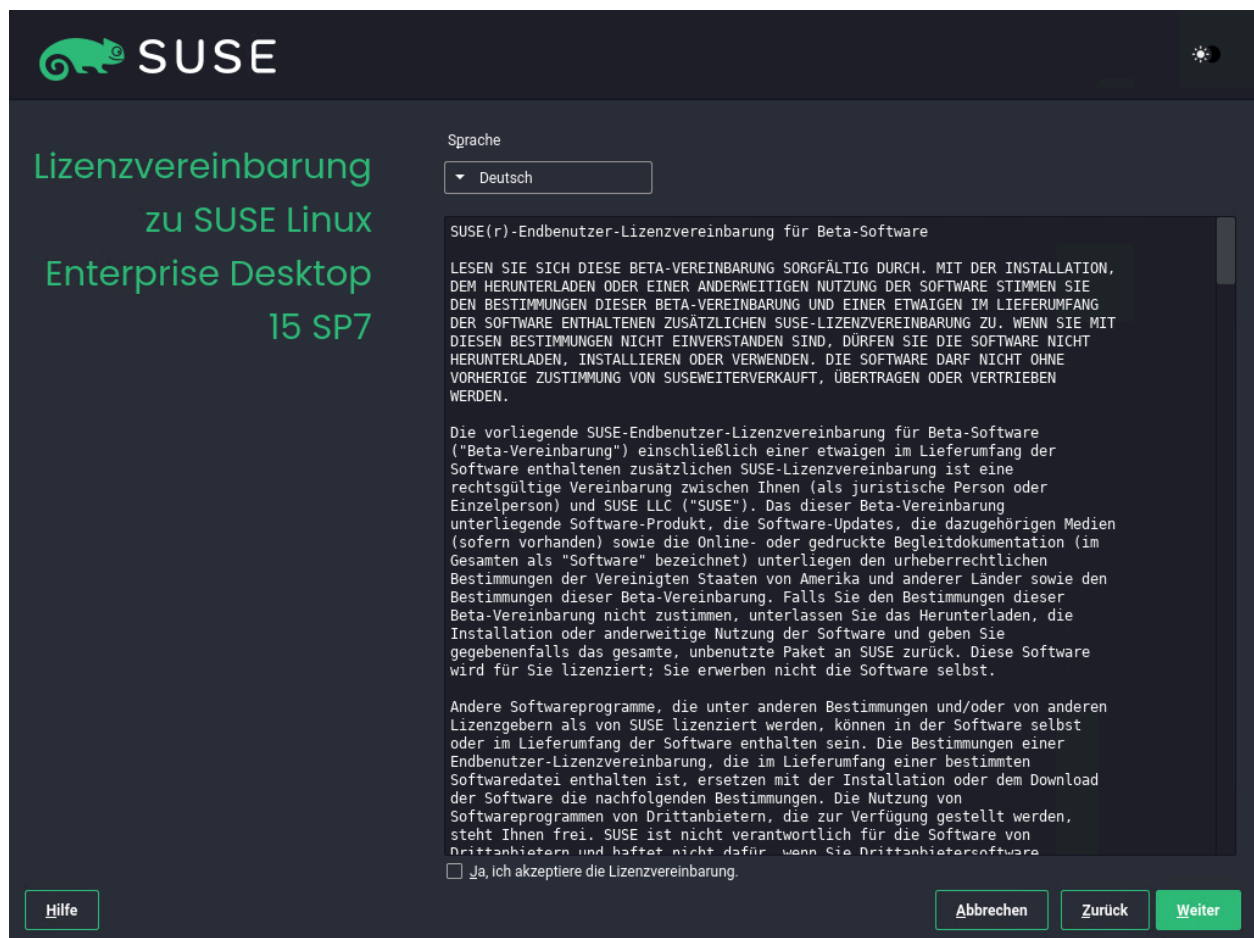 SUSE
Lizenzvereinbarung
zu SUSE Linux
Enterprise Desktop
15 SP7
Sprache
Deutsch
SUSE(r)-Endbenutzer-Lizenzvereinbarung für Beta-Software
LESEN SIE SICH DIESE BETA-VEREINBARUNG SORGFÄLTIG DURCH. MIT DER INSTALLATION,
DEM HERUNTERLADEN ODER EINER ANDERWEITIGEN NUTZUNG DER SOFTWARE STIMMEN SIE
DEN BESTIMMUNGEN DIESER BETA-VEREINBARUNG UND EINER ETWAIGEN IM LIEFERUMFANG
DER SOFTWARE ENTHALTENEN ZUSÄTZLICHEN SUSE-LIZENZVEREINBARUNG ZU. WENN SIE MIT
DIESEN BESTIMMUNGEN NICHT EINVERSTANDEN SIND, DÜRFEN SIE DIE SOFTWARE NICHT
HERUNTERLADEN, INSTALLIEREN ODER VERWENDEN. DIE SOFTWARE DARF NICHT OHNE
VORHERIGE ZUSTIMMUNG VON SUSEWEITERVERKAUFT, ÜBERTRAGEN ODER VERTRIEBEN
WERDEN.
Die vorliegende SUSE-Endbenutzer-Lizenzvereinbarung für Beta-Software
("Beta-Vereinbarung") einschließlich einer etwaigen im Lieferumfang der
Software enthaltenen zusätzlichen SUSE-Lizenzvereinbarung ist eine
rechtsgültige Vereinbarung zwischen Ihnen (als juristische Person oder
Einzelperson) und SUSE LLC ("SUSE"). Das dieser Beta-Vereinbarung
unterliegende Software-Produkt, die Software-Updates, die dazugehörigen Medien
(sofern vorhanden) sowie die Online- oder gedruckte Begleitdokumentation (im
Gesamten als "Software" bezeichnet) unterliegen den urheberrechtlichen
Bestimmungen der Vereinigten Staaten von Amerika und anderer Länder sowie den
Bestimmungen dieser Beta-Vereinbarung. Falls Sie den Bestimmungen dieser
Beta-Vereinbarung nicht zustimmen, unterlassen Sie das Herunterladen, die
Installation oder anderweitige Nutzung der Software und geben Sie
gegebenenfalls das gesamte, unbenutzte Paket an SUSE zurück. Diese Software
wird für Sie lizenziert; Sie erwerben nicht die Software selbst.
Andere Softwareprogramme, die unter anderen Bestimmungen und/oder von anderen
Lizenzgebern als von SUSE lizenziert werden, können in der Software selbst
oder im Lieferumfang der Software enthalten sein. Die Bestimmungen einer
Endbenutzer-Lizenzvereinbarung, die im Lieferumfang einer bestimmten
Softwaredatei enthalten ist, ersetzen mit der Installation oder dem Download
der Software die nachfolgenden Bestimmungen. Die Nutzung von
Softwareprogrammen von Drittanbietern, die zur Verfügung gestellt werden,
steht Ihnen frei. SUSE ist nicht verantwortlich für die Software von
Drittanbietern und haftet nicht dafür, wenn Sie Drittanbietersoftware
Ja, ich akzeptiere die Lizenzvereinbarung.
Hilfe
Abbrechen
Zurück
Weiter